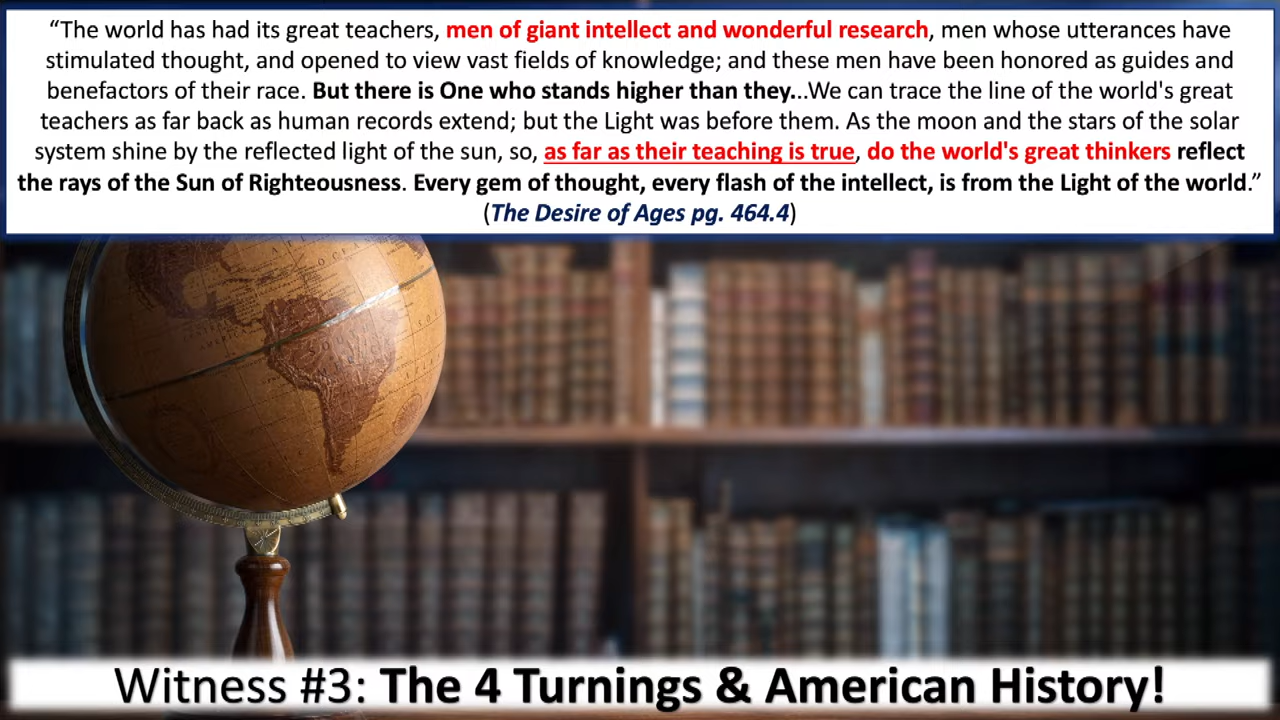 “The world has had its great teachers, men of giant intellect and wonderful research, men whose utterances have
stimulated thought, and opened to view vast fields of knowledge; and these men have been honored as guides and
benefactors of their race. But there is One who stands higher than they...We can trace the line of the world's great
teachers as far back as human records extend; but the Light was before them. As the moon and the stars of the solar
system shine by the reflected light of the sun, so, as far as their teaching is true, do the world's great thinkers reflect
the rays of the Sun of Righteousness. Every gem of thought, every flash of the intellect, is from the Light of the world.”
(The Desire of Ages pg. 464.4)
Witness #3: The 4 Turnings & American History!